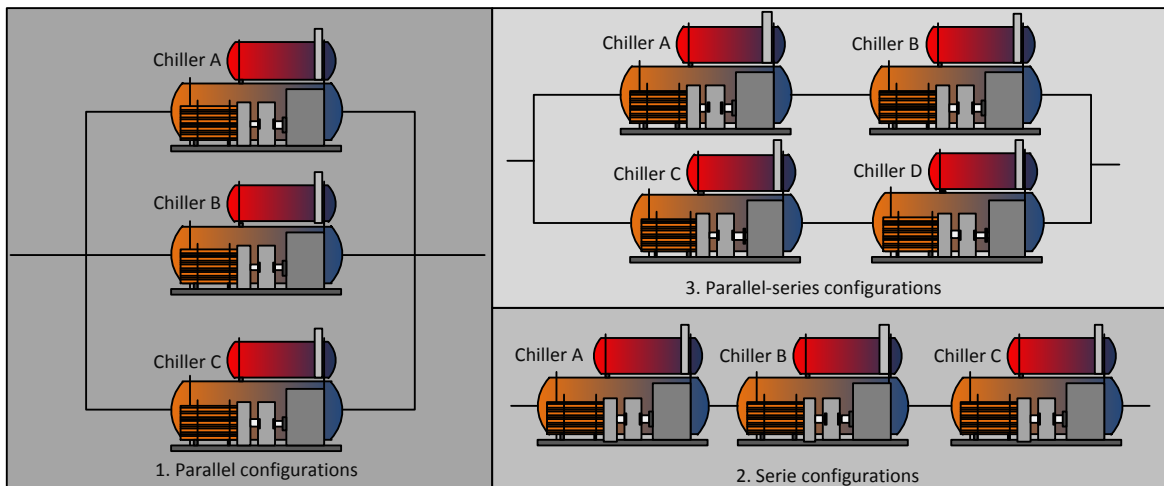 Chiller A
Chiller B
Chiller C
1. Parallel configurations
Chiller A
Chiller B
Chiller C
Chiller D
3. Parallel-series configurations
Chiller A
Chiller B
Chiller C
2. Serie configurations